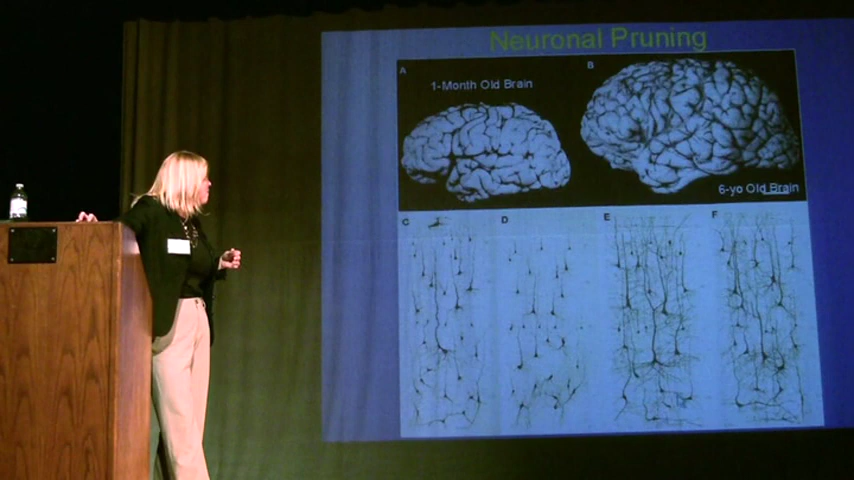 Neuronal Pruning
A
B
1-Month Old Brain
6-yo Old Brain
C
D
E
F